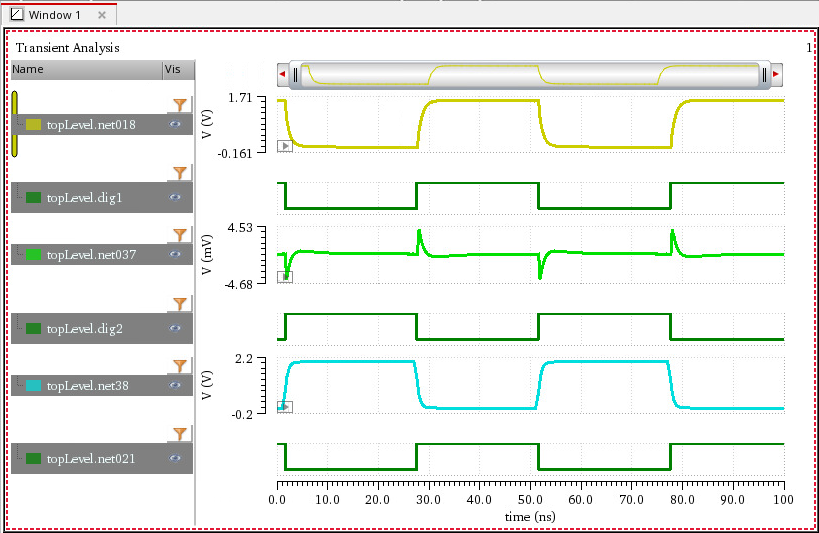 Window 1
Transient Analysis
1
Name Vis
topLevel.net018
topLevel.dig1
topLevel.net037
topLevel.dig2
topLevel.net38
topLevel.net021
1.71
V (V)
-0.161
4.53
V (mV)
-4.68
2.2
V (V)
-0.2
0.0 10.0 20.0 30.0 40.0 50.0 60.0 70.0 80.0 90.0 100
time (ns)